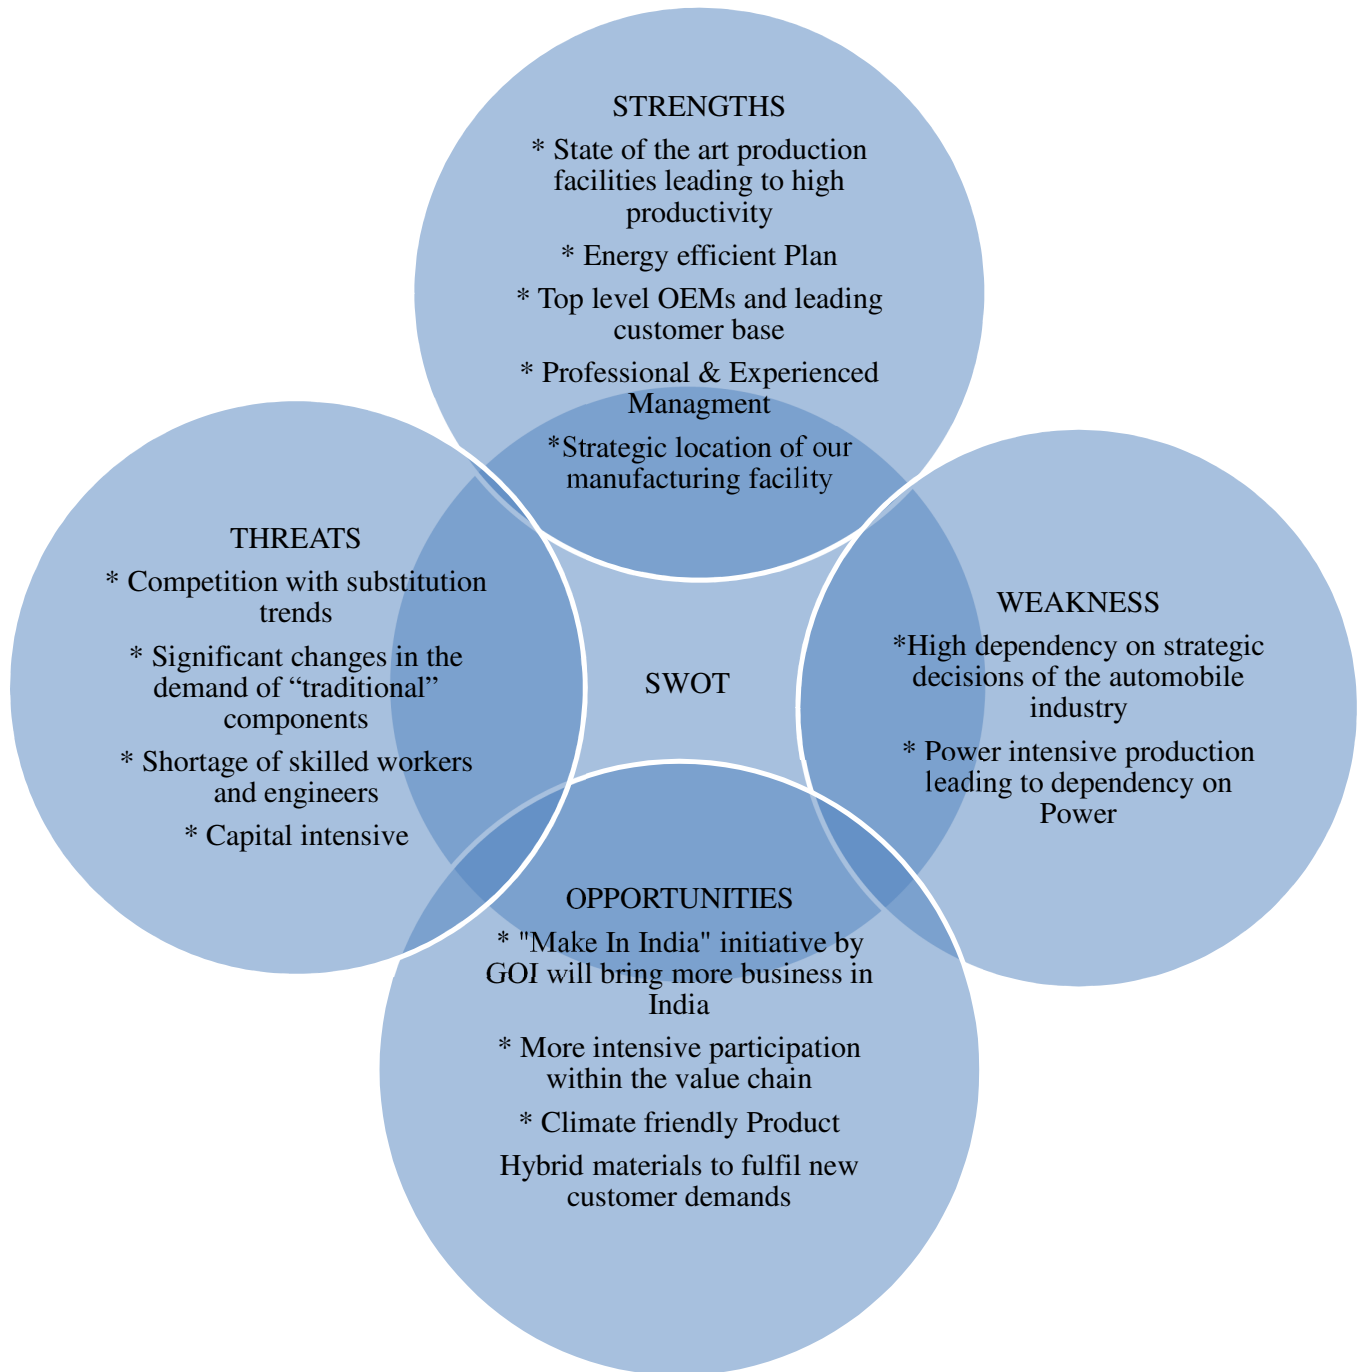 STRENGTHS
* State of the art production
facilities leading to high
productivity
* Energy efficient Plan
* Top level OEMs and leading
customer base
* Professional & Experienced
Managment
*Strategic location of our
manufacturing facility
THREATS
* Competition with substitution
trends
* Significant changes in the
demand of “traditional”
components
* Shortage of skilled workers
and engineers
* Capital intensive
SWOT
WEAKNESS
*High dependency on strategic
decisions of the automobile
industry
* Power intensive production
leading to dependency on
Power
OPPORTUNITIES
* "Make In India" initiative by
GOI will bring more business in
India
* More intensive participation
within the value chain
* Climate friendly Product
Hybrid materials to fulfil new
customer demands